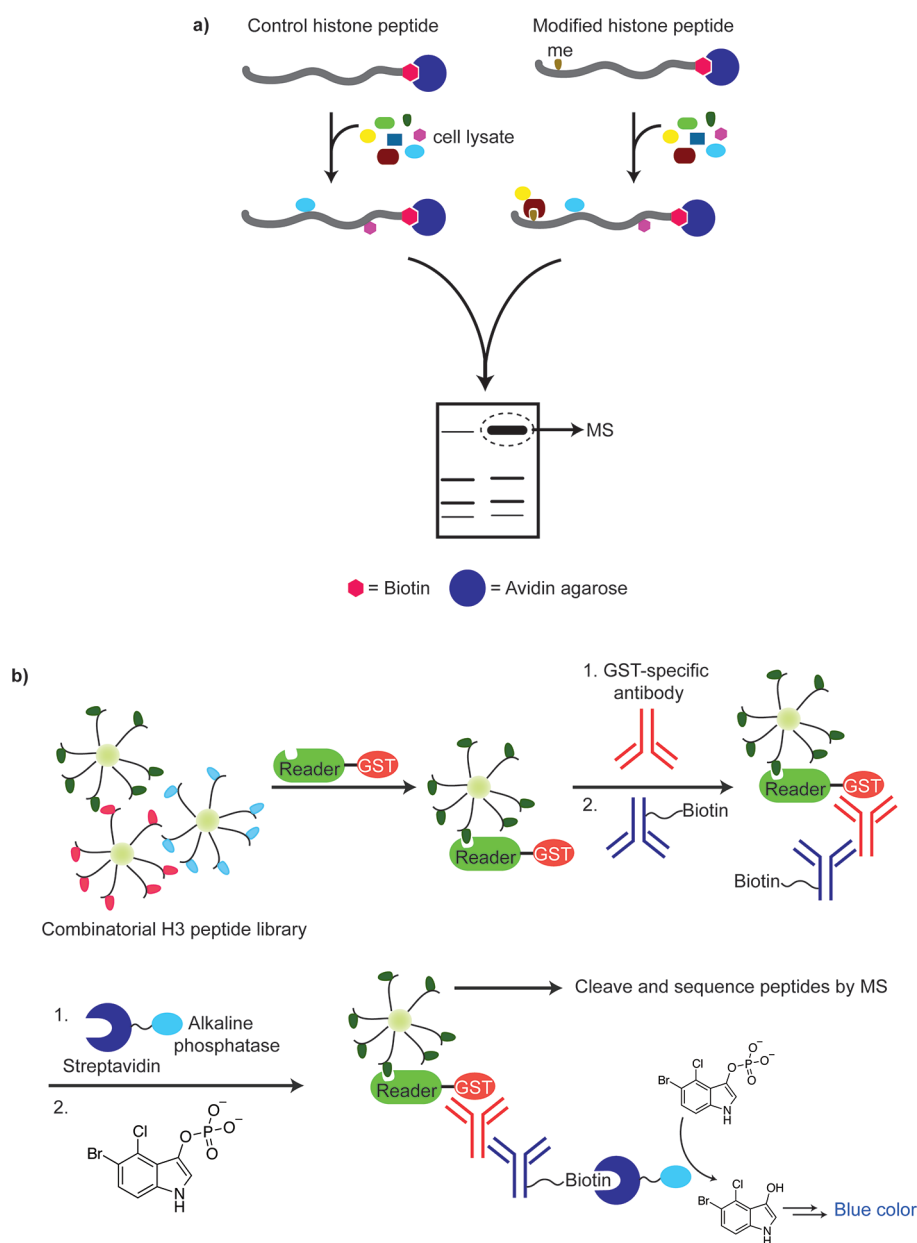 a)
Control histone peptide
Modified histone peptide
me
cell lysate
MS
= Biotin
= Avidin agarose
b)
1. GST-specific
antibody
Reader
GST
2.
Biotin
Reader
GST
Reader
GST
Biotin
Combinatorial H3 peptide library
1.
Alkaline
phosphatase
Streptavidin
2.
Cleave and sequence peptides by MS
Reader
GST
Biotin
Br
Cl
O
P
O
O⁻
O⁻
N
H
Br
Cl
O
P
O
O⁻
O⁻
N
H
Br
Cl
OH
N
H
Blue color